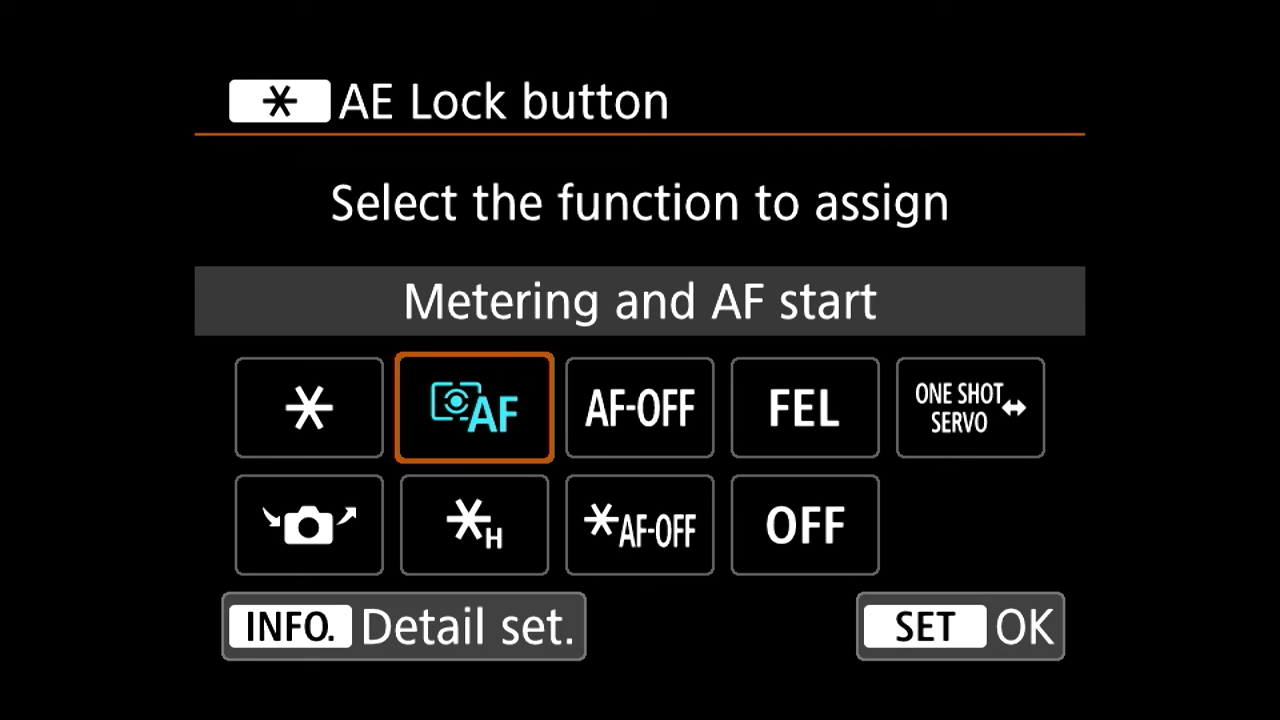 * AE Lock button
Select the function to assign
Metering and AF start
* AF AF-OFF FEL ONE SHOT SERVO ↔
*H *AF-OFF OFF
INFO. Detail set. SET OK